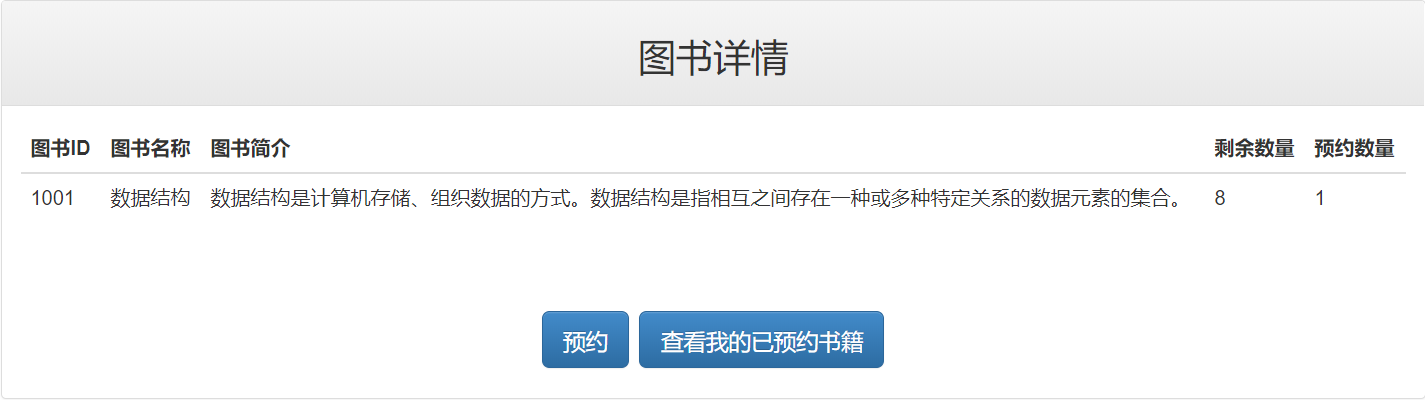 图书详情
图书ID 图书名称 图书简介 剩余数量 预约数量
1001 数据结构 数据结构是计算机存储、组织数据的方式。数据结构是指相互之间存在一种或多种特定关系的数据元素的集合。 8 1
预约 查看我的已预约书籍